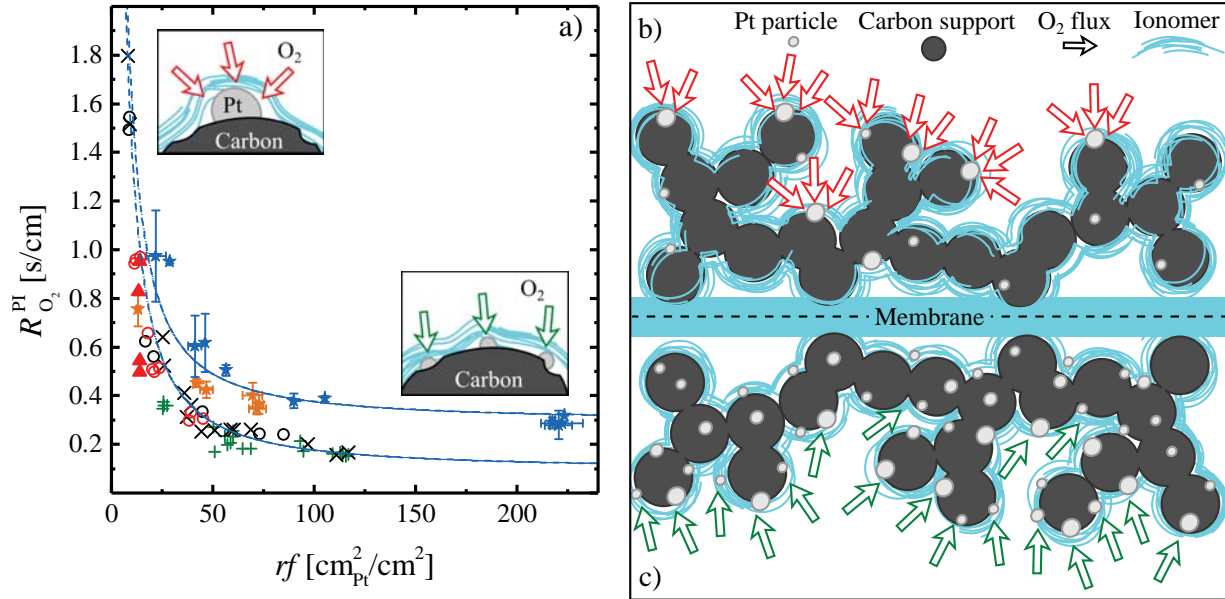 a)
1.8
1.6
1.4
1.2
1.0
0.8
0.6
0.4
0.2
R^PI_O₂ [s/cm]
O₂
Pt
Carbon
O₂
Carbon
0 50 100 150 200
rf [cm²_Pt/cm²]
b) Pt particle Carbon support O₂ flux Ionomer
Membrane
c)